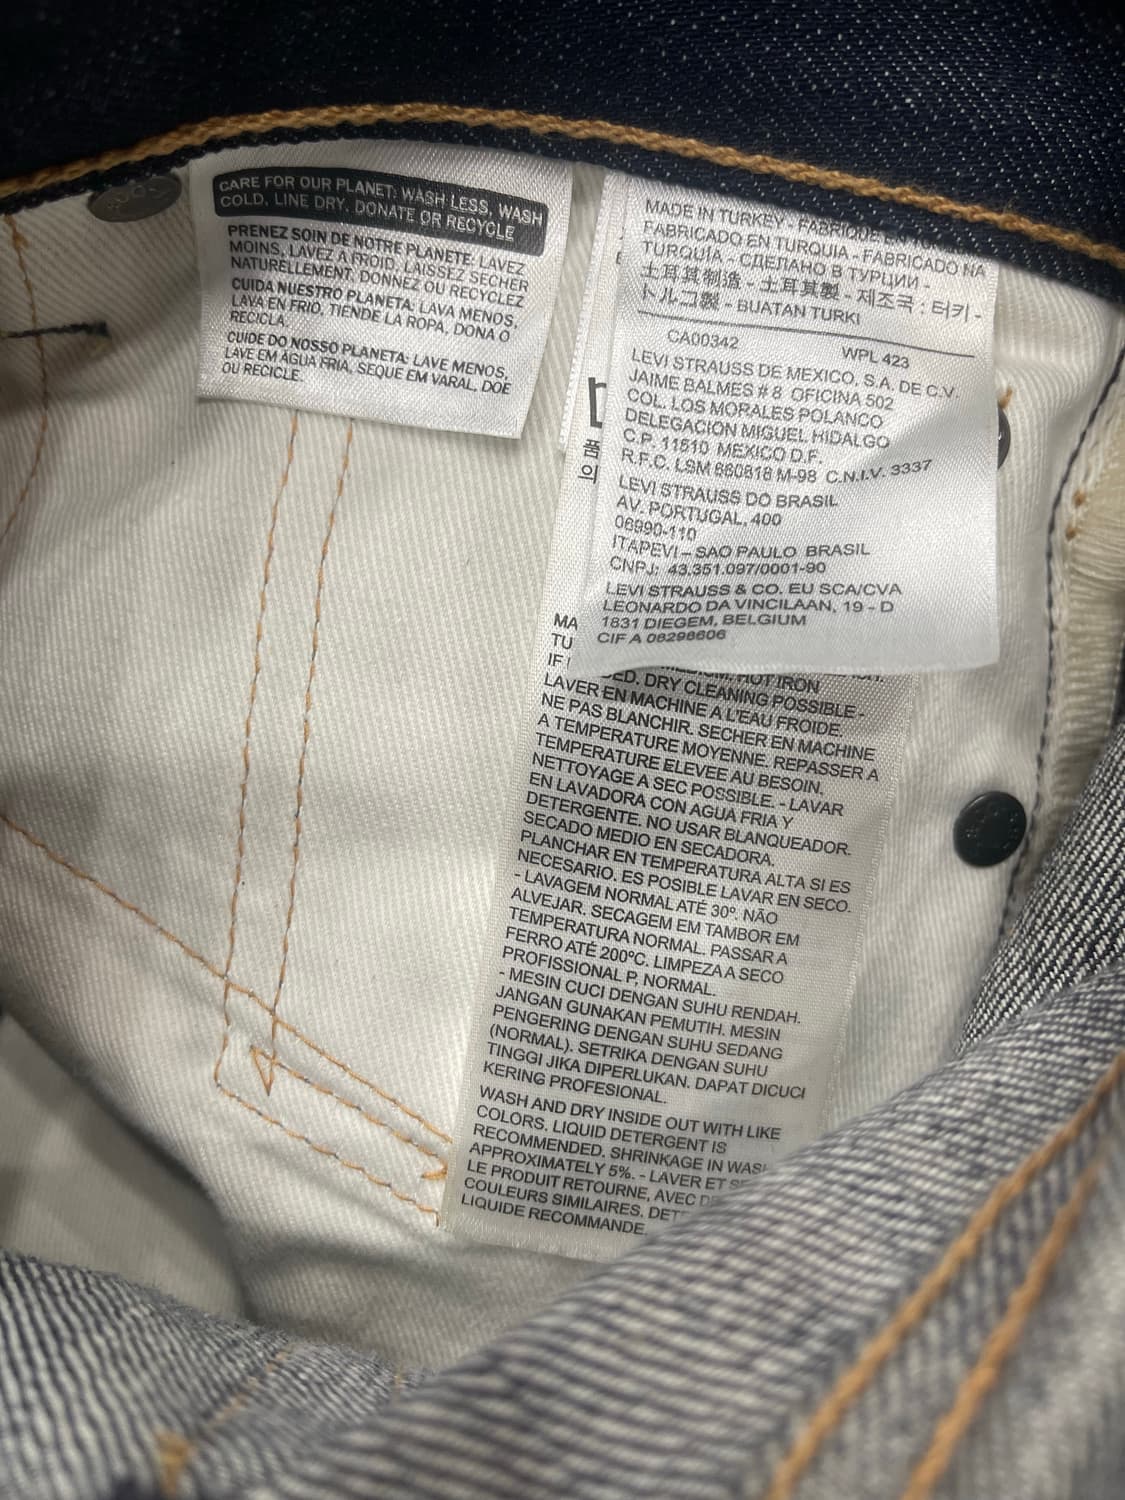 CARE FOR OUR PLANET: WASH LESS, WASH
COLD, LINE DRY, DONATE OR RECYCLE
PRENEZ SOIN DE NOTRE PLANETE: LAVEZ
MOINS, LAVEZ A FROID, LAISSEZ SECHER
NATURELLEMENT, DONNEZ OU RECYCLEZ
CUIDA NUESTRO PLANETA: LAVA MENOS,
LAVA EN FRIO, TIENDE LA ROPA, DONA O
RECICLA.
CUIDE DO NOSSO PLANETA: LAVE MENOS,
LAVE EM ÁGUA FRIA, SEQUE EM VARAL, DOE
OU RECICLE.
MADE IN TURKEY - FABRIQUE EN
FABRICADO EN TURQUIA - FABRICADO NA
TURQUIA - СДЕЛАНО В ТУРЦИИ -
土耳其制造 - 土耳其製 - 제조국 : 터키 -
トルコ製 - BUATAN TURKI
CA00342 WPL 423
LEVI STRAUSS DE MEXICO, S.A. DE C.V.
JAIME BALMES # 8 OFICINA 502
COL. LOS MORALES POLANCO
DELEGACION MIGUEL HIDALGO
C.P. 11510 MEXICO D.F.
R.F.C. LSM 880818 M-98 C.N.I.V. 3337
LEVI STRAUSS DO BRASIL
AV. PORTUGAL, 400
06690-110
ITAPEVI – SAO PAULO BRASIL
CNPJ: 43.351.097/0001-90
LEVI STRAUSS & CO. EU SCA/CVA
LEONARDO DA VINCILAAN, 19 - D
1831 DIEGEM, BELGIUM
CIF A 08298606
품
의
MA
TU
IF
HOT IRON
DRY CLEANING POSSIBLE -
LAVER EN MACHINE A L'EAU FROIDE.
NE PAS BLANCHIR. SECHER EN MACHINE
A TEMPERATURE MOYENNE. REPASSER A
TEMPERATURE ELEVEE AU BESOIN.
NETTOYAGE A SEC POSSIBLE. - LAVAR
EN LAVADORA CON AGUA FRIA Y
DETERGENTE. NO USAR BLANQUEADOR.
SECADO MEDIO EN SECADORA.
PLANCHAR EN TEMPERATURA ALTA SI ES
NECESARIO. ES POSIBLE LAVAR EN SECO.
- LAVAGEM NORMAL ATÉ 30º. NÃO
ALVEJAR. SECAGEM EM TAMBOR EM
TEMPERATURA NORMAL. PASSAR A
FERRO ATÉ 200ºC. LIMPEZA A SECO
PROFISSIONAL P, NORMAL.
- MESIN CUCI DENGAN SUHU RENDAH.
JANGAN GUNAKAN PEMUTIH. MESIN
PENGERING DENGAN SUHU SEDANG
(NORMAL). SETRIKA DENGAN SUHU
TINGGI JIKA DIPERLUKAN. DAPAT DICUCI
KERING PROFESIONAL.
WASH AND DRY INSIDE OUT WITH LIKE
COLORS. LIQUID DETERGENT IS
RECOMMENDED. SHRINKAGE IN WASH
APPROXIMATELY 5%. - LAVER ET
LE PRODUIT RETOURNE, AVEC
COULEURS SIMILAIRES. DET
LIQUIDE RECOMMANDE.